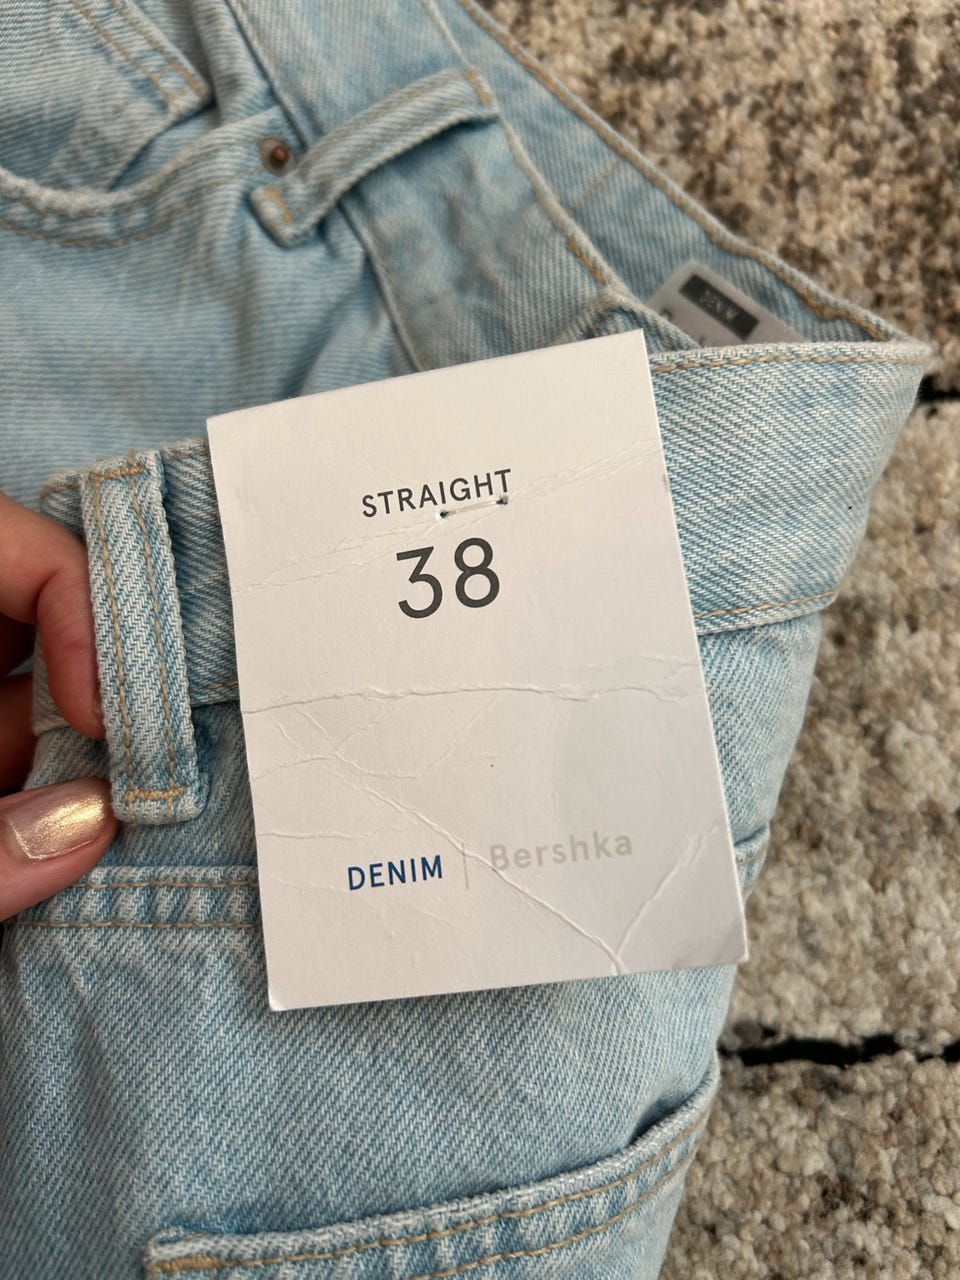 STRAIGHT
38
DENIM | Bershka